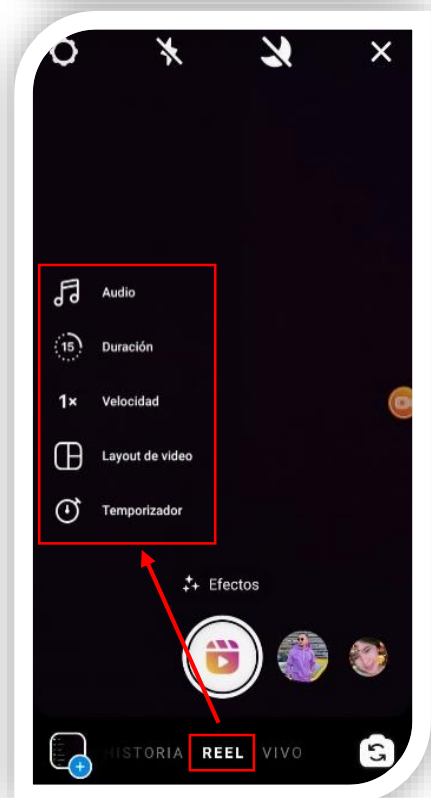 Audio
15 Duración
1× Velocidad
Layout de video
Temporizador
Efectos
HISTORIA REEL VIVO